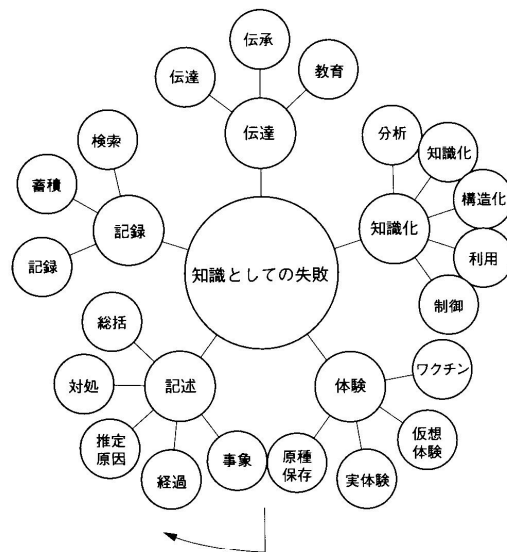 伝承
伝達
教育
伝達
検索
蓄積
記録
記録
分析
知識化
構造化
利用
制御
知識化
知識としての失敗
総括
対処
推定
原因
経過
事象
記述
体験
ワクチン
仮想
体験
実体験
原種
保存